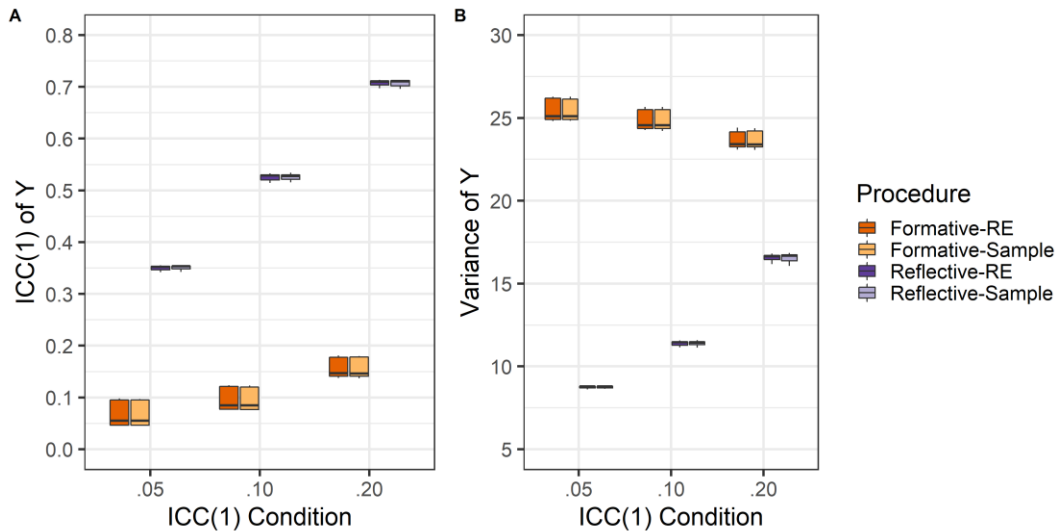 A
ICC(1) of Y
0.8
0.7
0.6
0.5
0.4
0.3
0.2
0.1
0.0
.05 .10 .20
ICC(1) Condition
B
Variance of Y
30
25
20
15
10
5
.05 .10 .20
ICC(1) Condition
Procedure
Formative-RE
Formative-Sample
Reflective-RE
Reflective-Sample